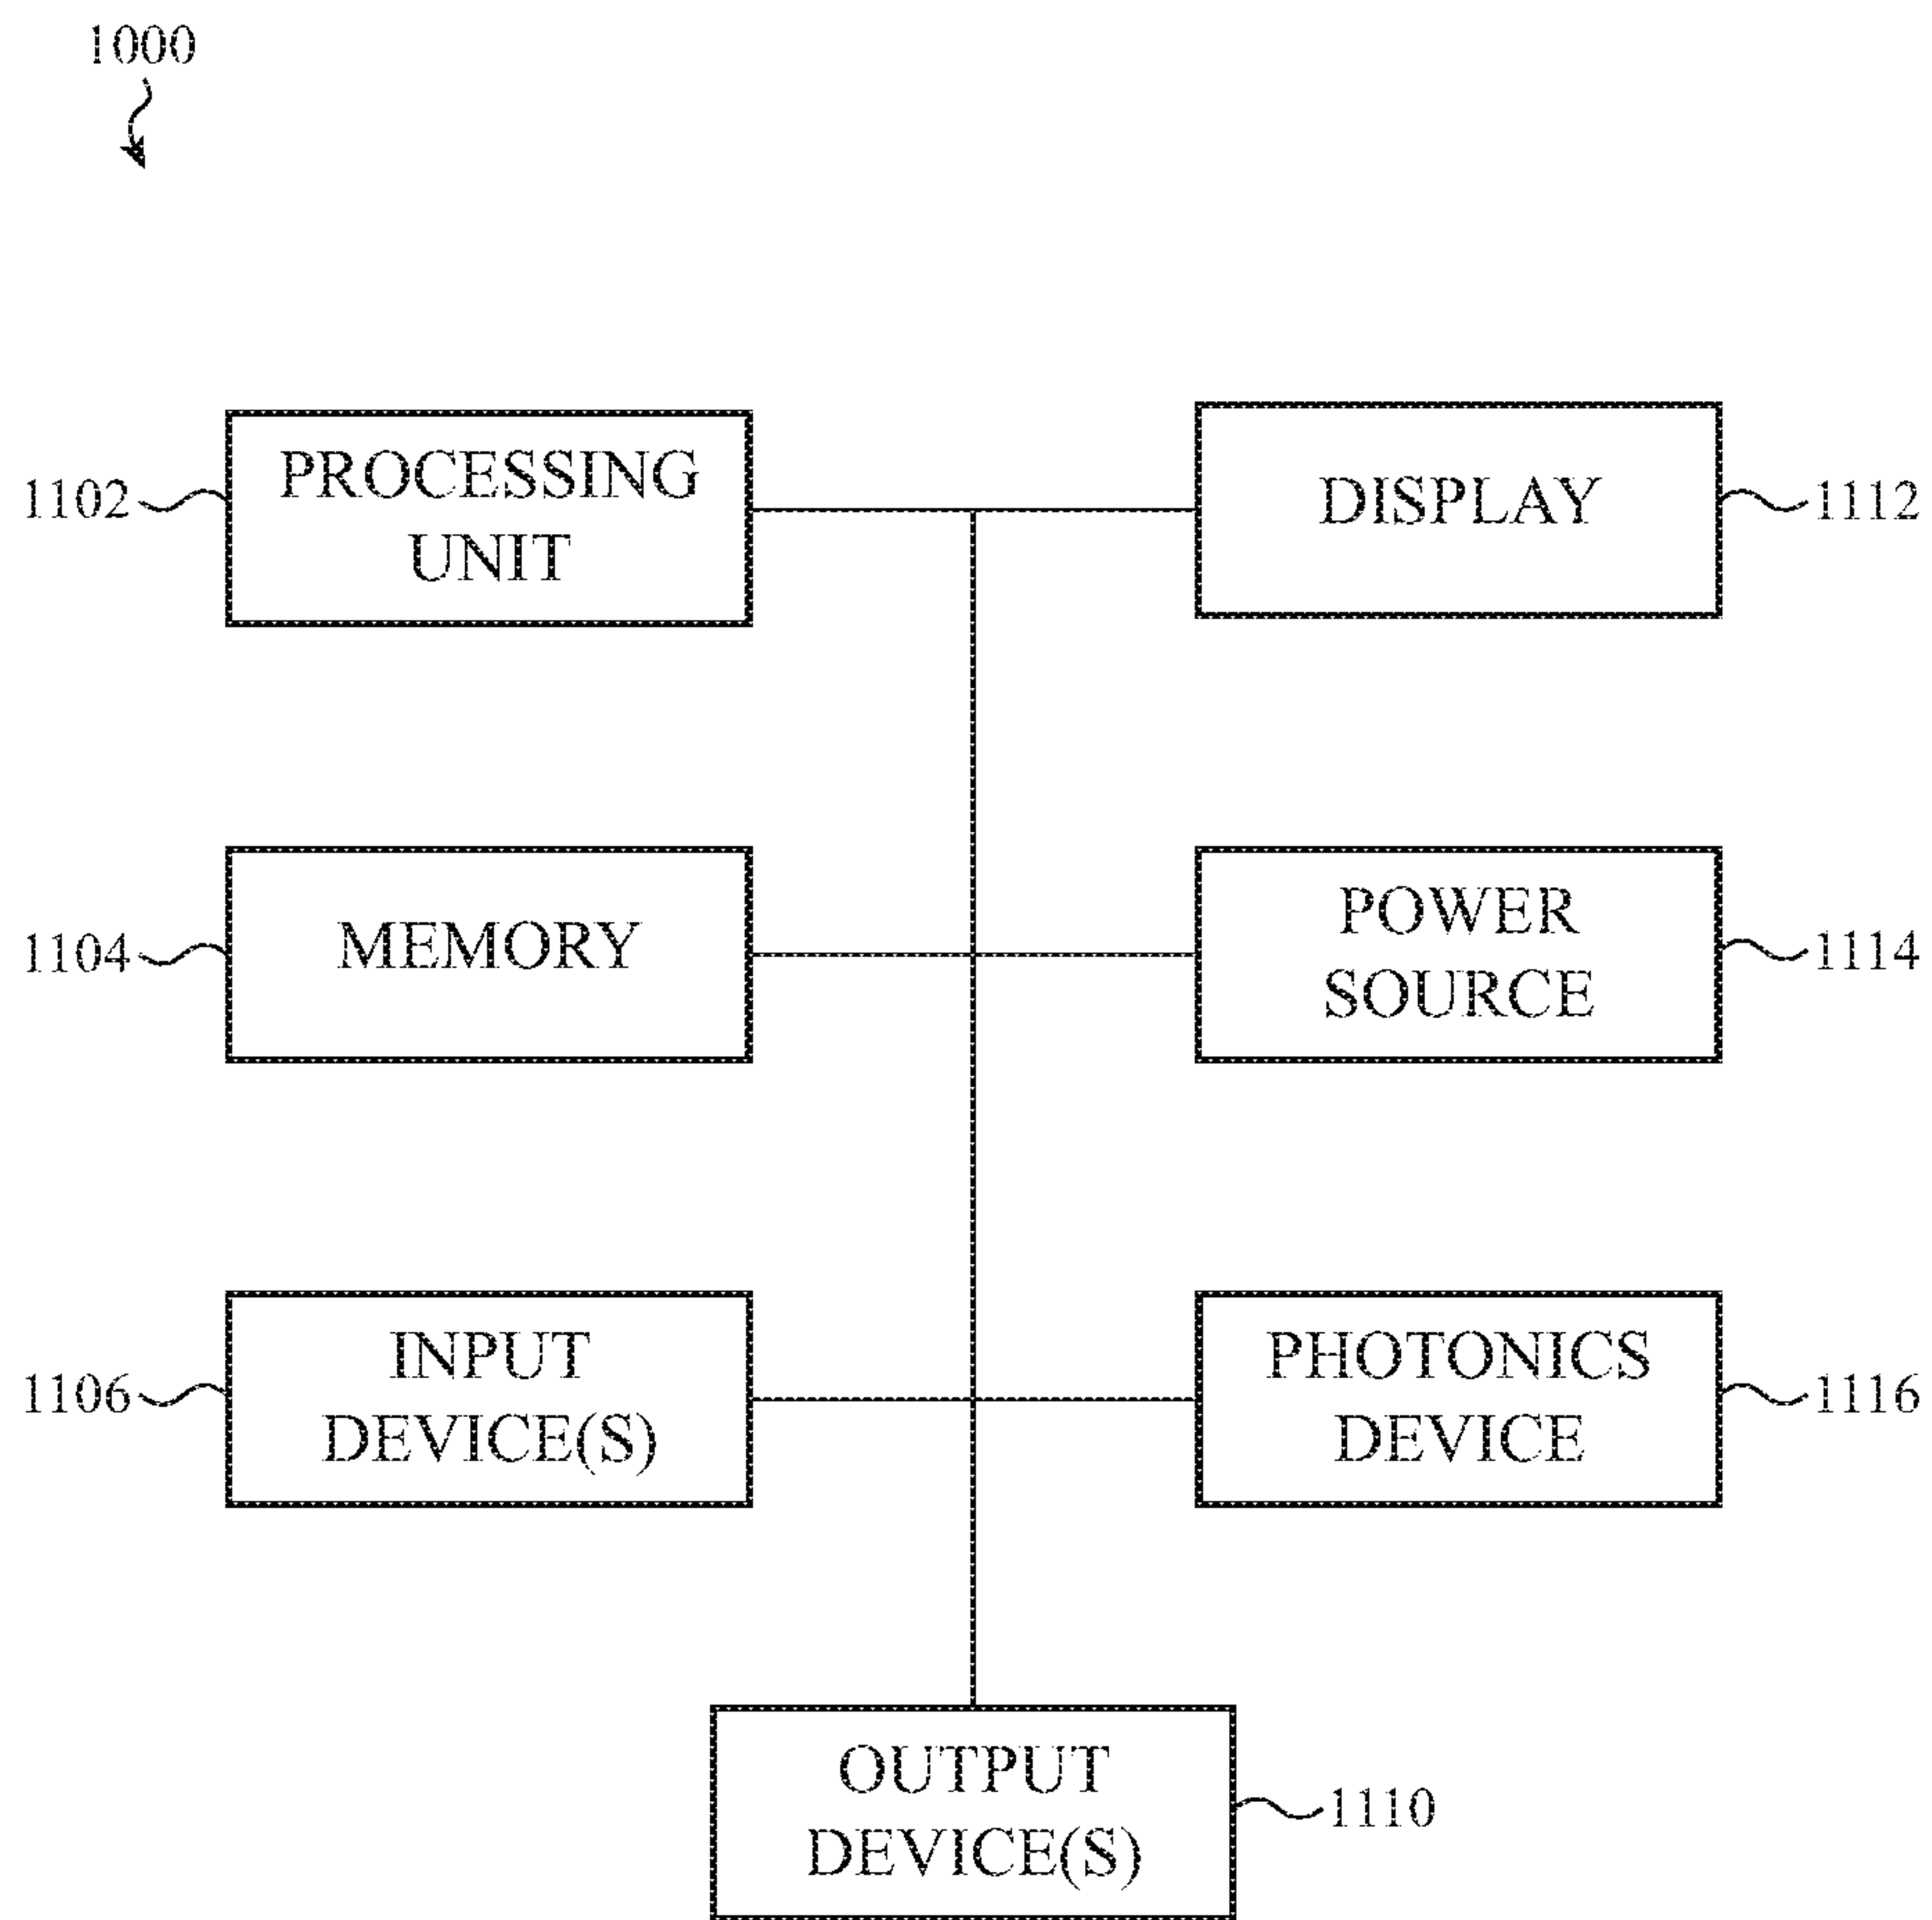 1000
1102
PROCESSING
UNIT
DISPLAY
1112
1104
MEMORY
POWER
SOURCE
1114
1106
INPUT
DEVICE(S)
PHOTONICS
DEVICE
1116
OUTPUT
DEVICE(S)
1110